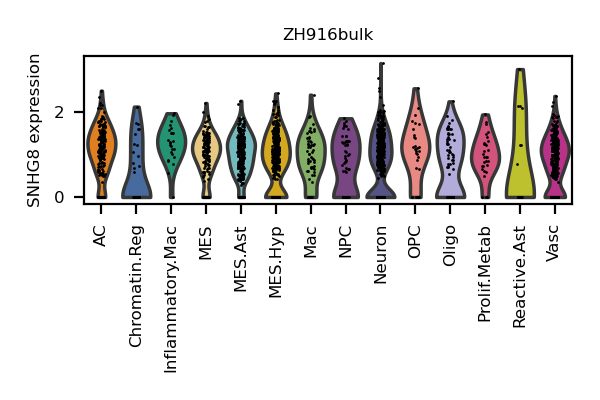 ZH916bulk
SNHG8 expression
2
0
AC
Chromatin.Reg
Inflammatory.Mac
MES
MES.Ast
MES.Hyp
Mac
NPC
Neuron
OPC
Oligo
Prolif.Metab
Reactive.Ast
Vasc